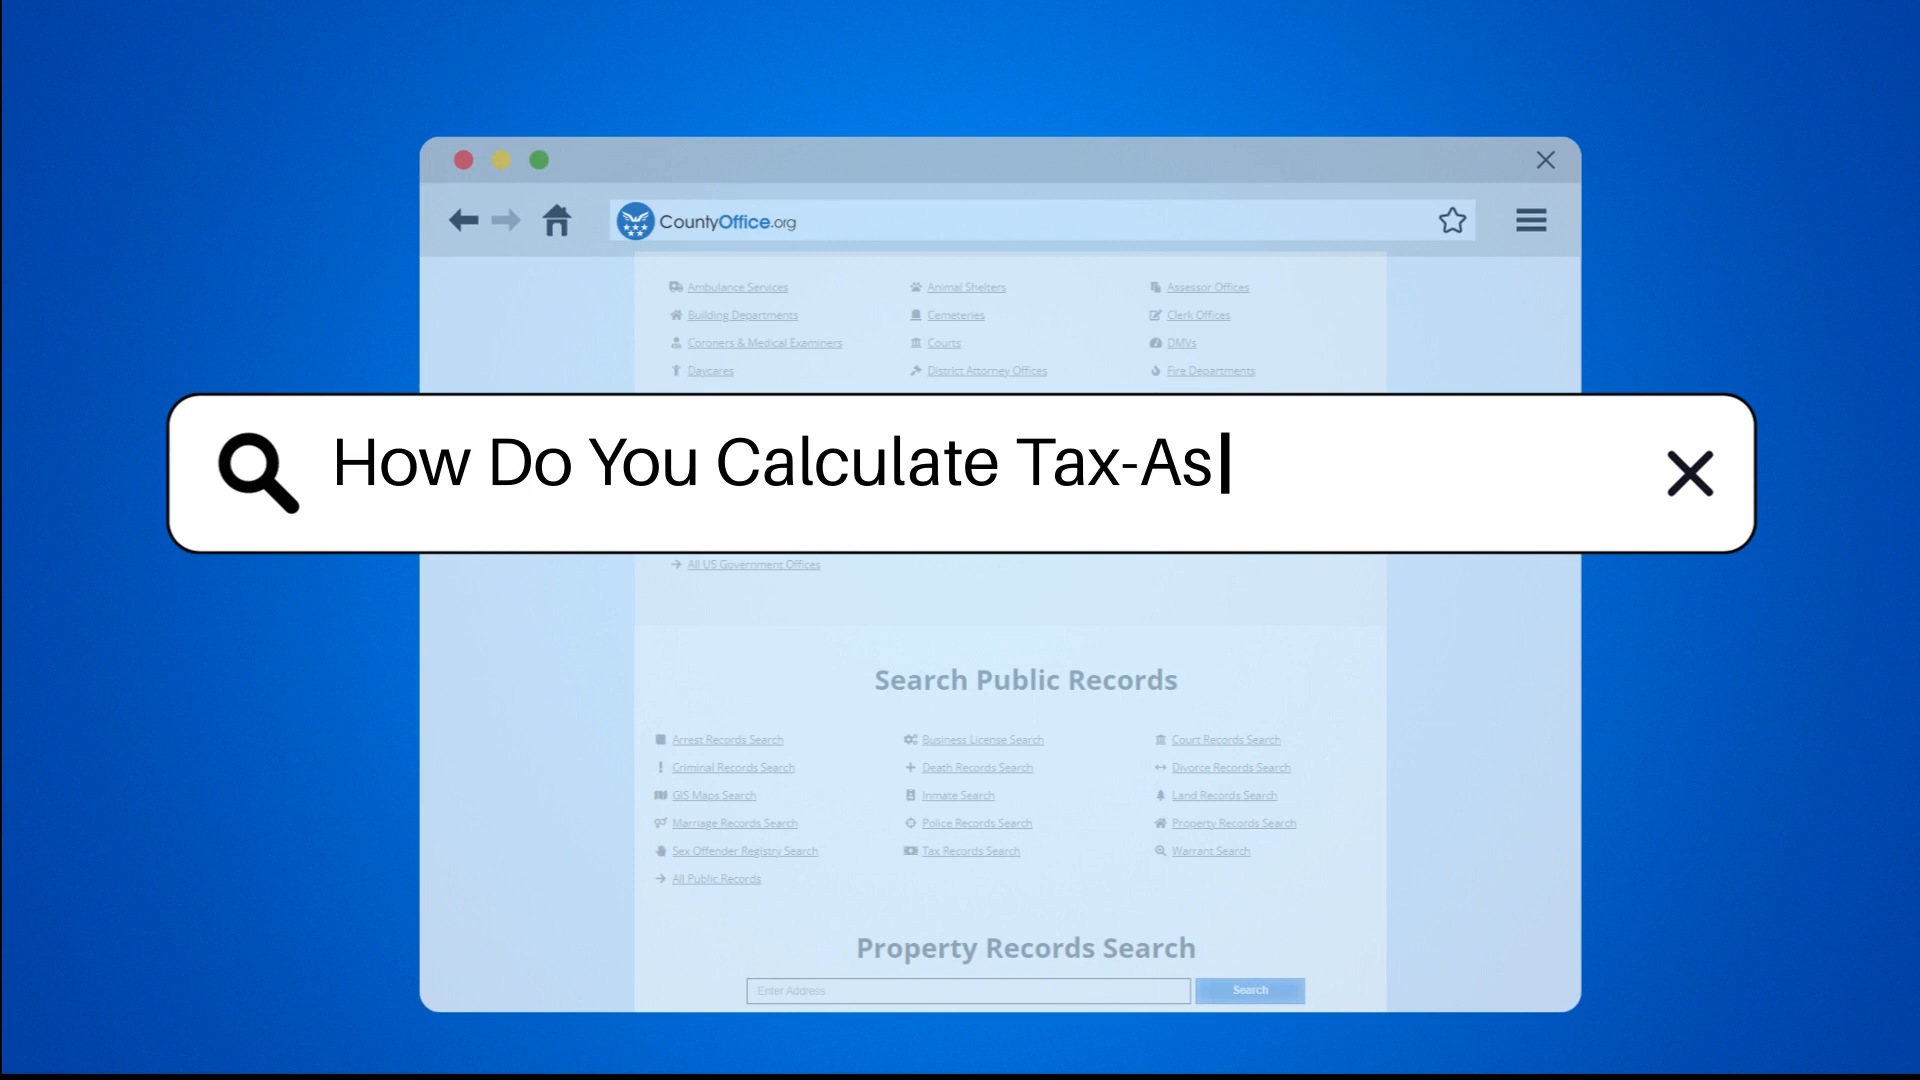 CountyOffice.org
Ambulance Services Animal Shelters Assessor Offices
Building Departments Cemeteries Clerk Offices
Coroners & Medical Examiners Courts DMVs
Daycares District Attorney Offices Fire Departments
How Do You Calculate Tax-As
All US Government Offices
Search Public Records
Arrest Records Search Business License Search Court Records Search
Criminal Records Search Death Records Search Divorce Records Search
GIS Maps Search Inmate Search Land Records Search
Marriage Records Search Police Records Search Property Records Search
Sex Offender Registry Search Tax Records Search Warrant Search
All Public Records
Property Records Search
Enter Address Search